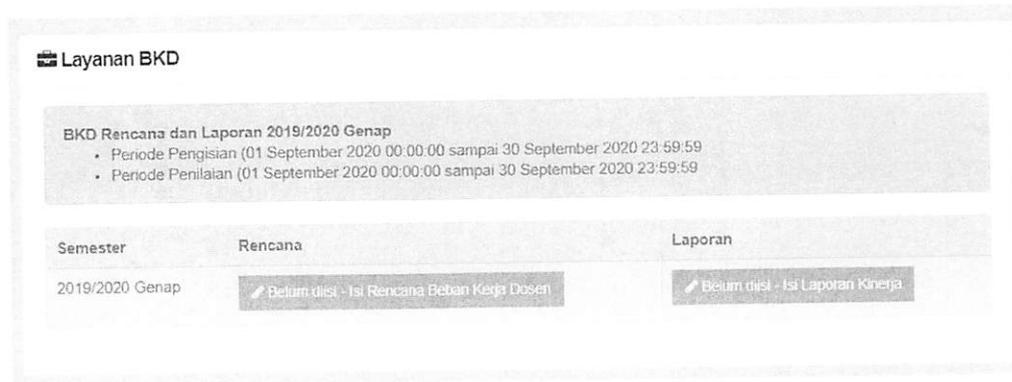 Layanan BKD
BKD Rencana dan Laporan 2019/2020 Genap
• Periode Pengisian (01 September 2020 00:00:00 sampai 30 September 2020 23:59:59
• Periode Penilaian (01 September 2020 00:00:00 sampai 30 September 2020 23:59:59
Semester Rencana Laporan
2019/2020 Genap Belum diisi - Isi Rencana Beban Kerja Dosen Belum diisi - Isi Laporan Kinerja